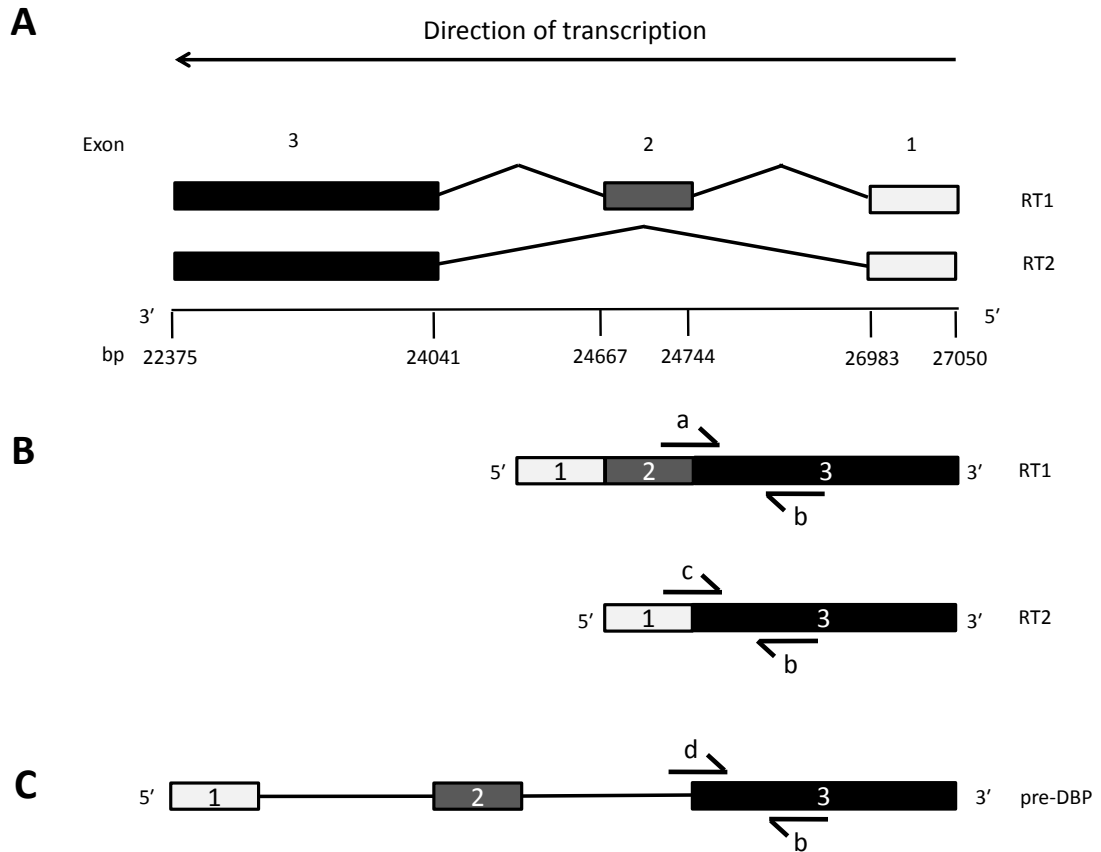 A
Direction of transcription
Exon 3 2 1
RT1
RT2
3′ 5′
bp 22375 24041 24667 24744 26983 27050
B
a
5′ 1 2 3 3′ RT1
b
c
5′ 1 3 3′ RT2
b
d
C 5′ 1 2 3 3′ pre-DBP
b